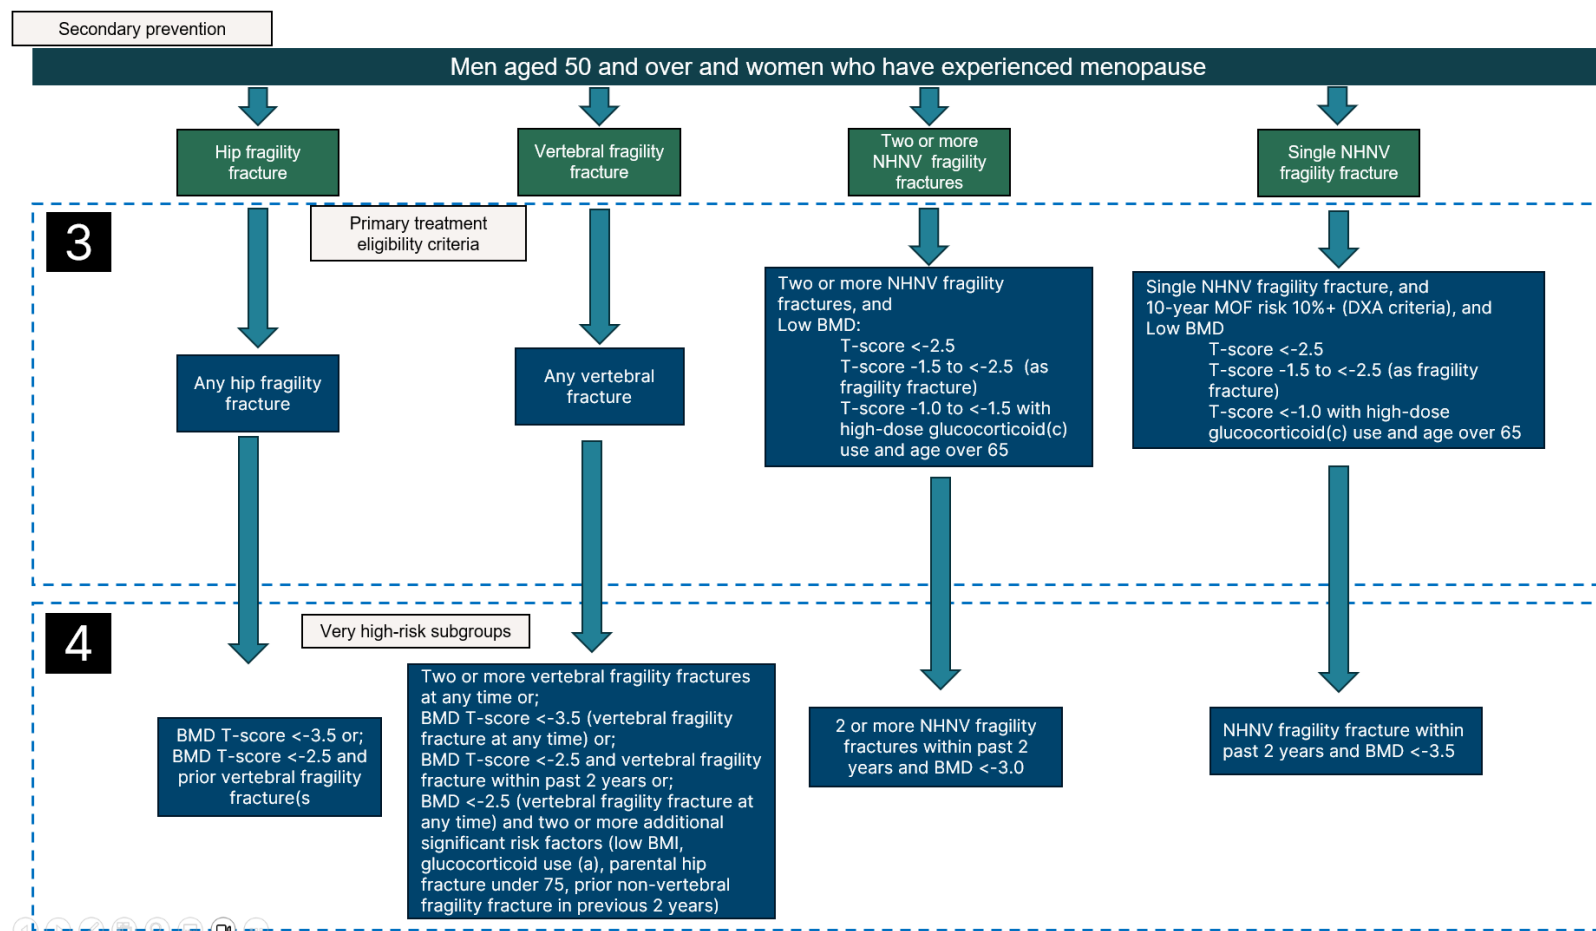 Secondary prevention
Men aged 50 and over and women who have experienced menopause
Hip fragility
fracture
Vertebral fragility
fracture
Two or more
NHNV fragility
fractures
Single NHNV
fragility fracture
3
Primary treatment
eligibility criteria
Any hip fragility
fracture
Any vertebral
fracture
Two or more NHNV fragility
fractures, and
Low BMD:
T-score <-2.5
T-score -1.5 to <-2.5 (as
fragility fracture)
T-score -1.0 to <-1.5 with
high-dose glucocorticoid(c)
use and age over 65
Single NHNV fragility fracture, and
10-year MOF risk 10%+ (DXA criteria), and
Low BMD
T-score <-2.5
T-score -1.5 to <-2.5 (as fragility
fracture)
T-score <-1.0 with high-dose
glucocorticoid(c) use and age over 65
4
Very high-risk subgroups
BMD T-score <-3.5 or;
BMD T-score <-2.5 and
prior vertebral fragility
fracture(s
Two or more vertebral fragility fractures
at any time or;
BMD T-score <-3.5 (vertebral fragility
fracture at any time) or;
BMD T-score <-2.5 and vertebral fragility
fracture within past 2 years or;
BMD <-2.5 (vertebral fragility fracture at
any time) and two or more additional
significant risk factors (low BMI,
glucocorticoid use (a), parental hip
fracture under 75, prior non-vertebral
fragility fracture in previous 2 years)
2 or more NHNV fragility
fractures within past 2
years and BMD <-3.0
NHNV fragility fracture within
past 2 years and BMD <-3.5